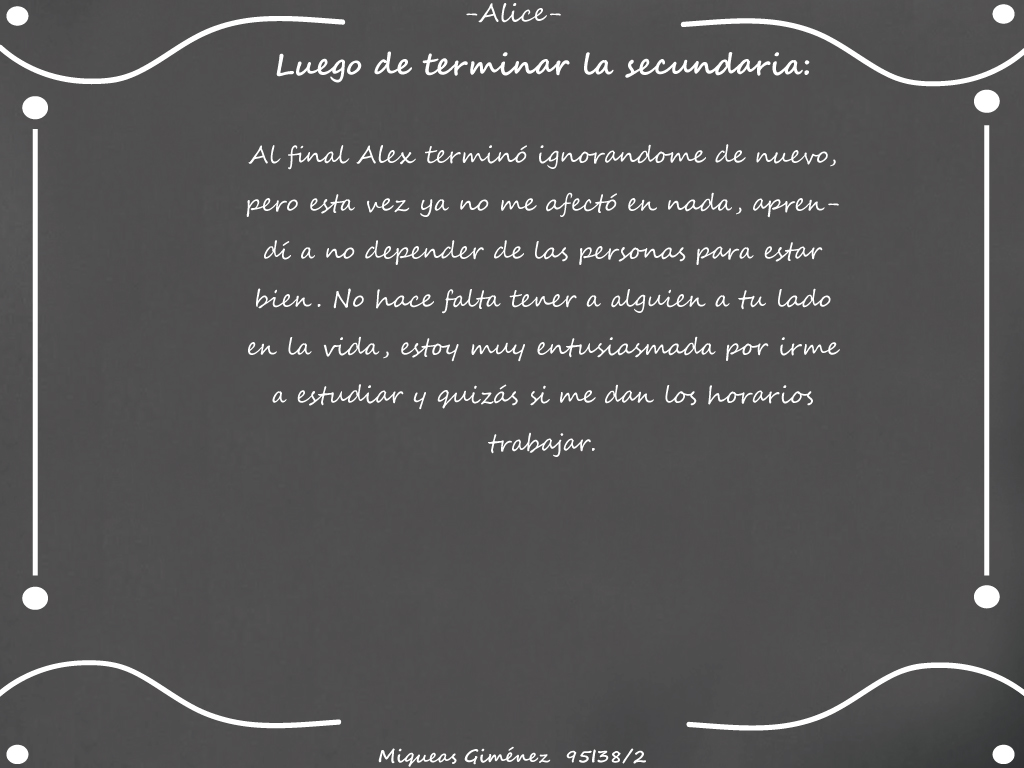 -Alice-
Luego de terminar la secundaria:
Al final Alex terminó ignorandome de nuevo,
pero esta vez ya no me afectó en nada, apren-
dí a no depender de las personas para estar
bien. No hace falta tener a alguien a tu lado
en la vida, estoy muy entusiasmada por irme
a estudiar y quizás si me dan los horarios
trabajar.
Miqueas Giménez 95138/2